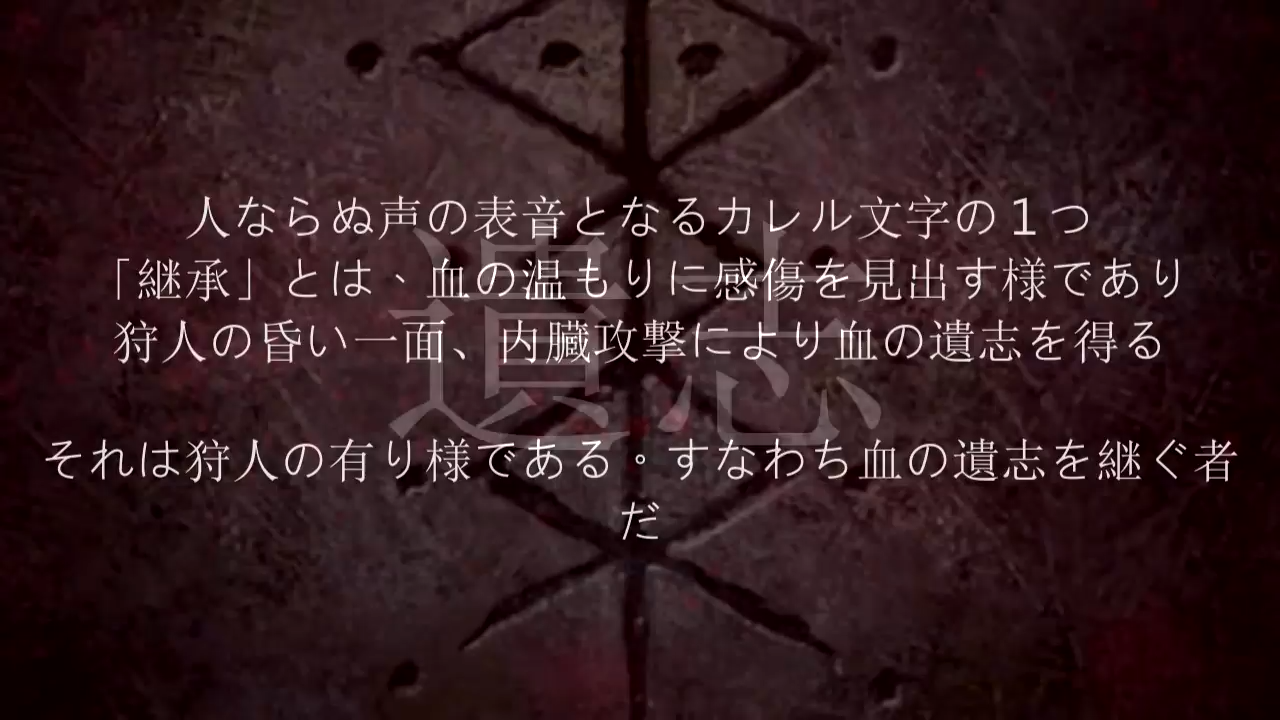 人ならぬ声の表音となるカレル文字の１つ
「継承」とは、血の温もりに感傷を見出す様であり
狩人の昏い一面、内臓攻撃により血の遺志を得る
遺志
それは狩人の有り様である。すなわち血の遺志を継ぐ者
だ